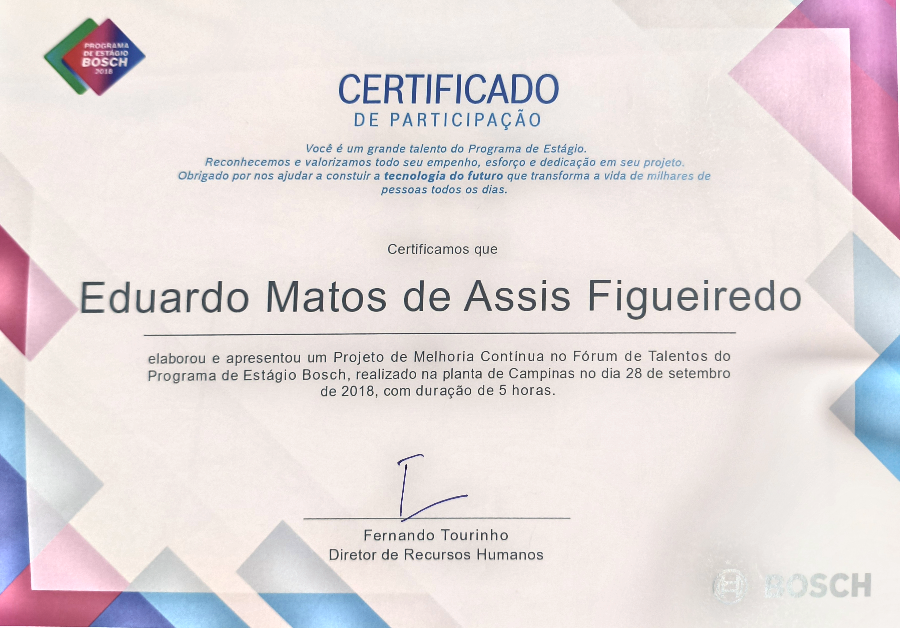 PROGRAMA
DE ESTÁGIO
BOSCH
2018
CERTIFICADO
DE PARTICIPAÇÃO
Você é um grande talento do Programa de Estágio.
Reconhecemos e valorizamos todo seu empenho, esforço e dedicação em seu projeto.
Obrigado por nos ajudar a constuir a tecnologia do futuro que transforma a vida de milhares de
pessoas todos os dias.
Certificamos que
Eduardo Matos de Assis Figueiredo
elaborou e apresentou um Projeto de Melhoria Contínua no Fórum de Talentos do
Programa de Estágio Bosch, realizado na planta de Campinas no dia 28 de setembro
de 2018, com duração de 5 horas.
Fernando Tourinho
Diretor de Recursos Humanos
BOSCH